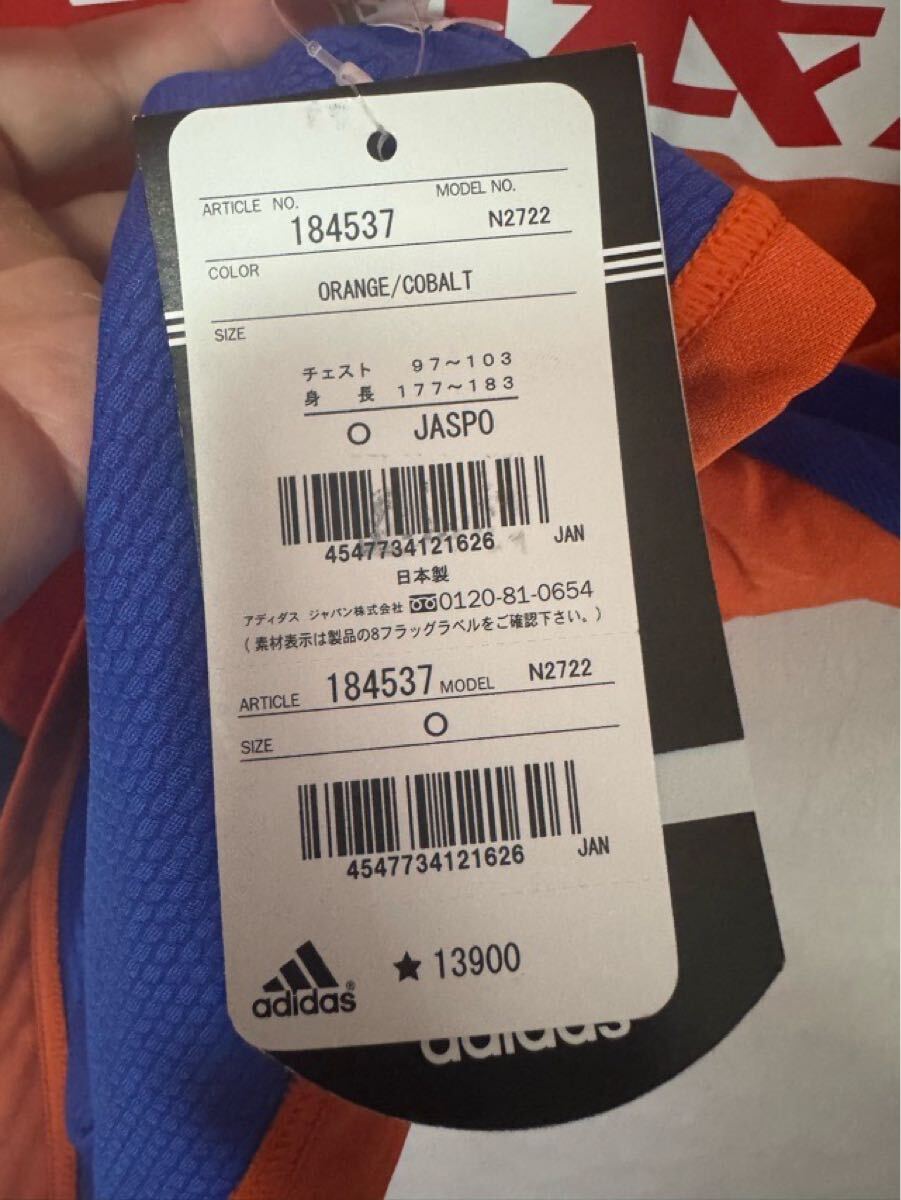 ARTICLE NO. 184537 MODEL NO. N2722
COLOR
ORANGE/COBALT
SIZE
チェスト 97~103
身長 177~183
O JASPO
4547734121626 JAN
日本製
アディダス ジャパン株式会社 0120-81-0654
(素材表示は製品の8フラッグラベルをご確認下さい。)
ARTICLE 184537 MODEL N2722
SIZE O
4547734121626 JAN
adidas® ★13900
adidas